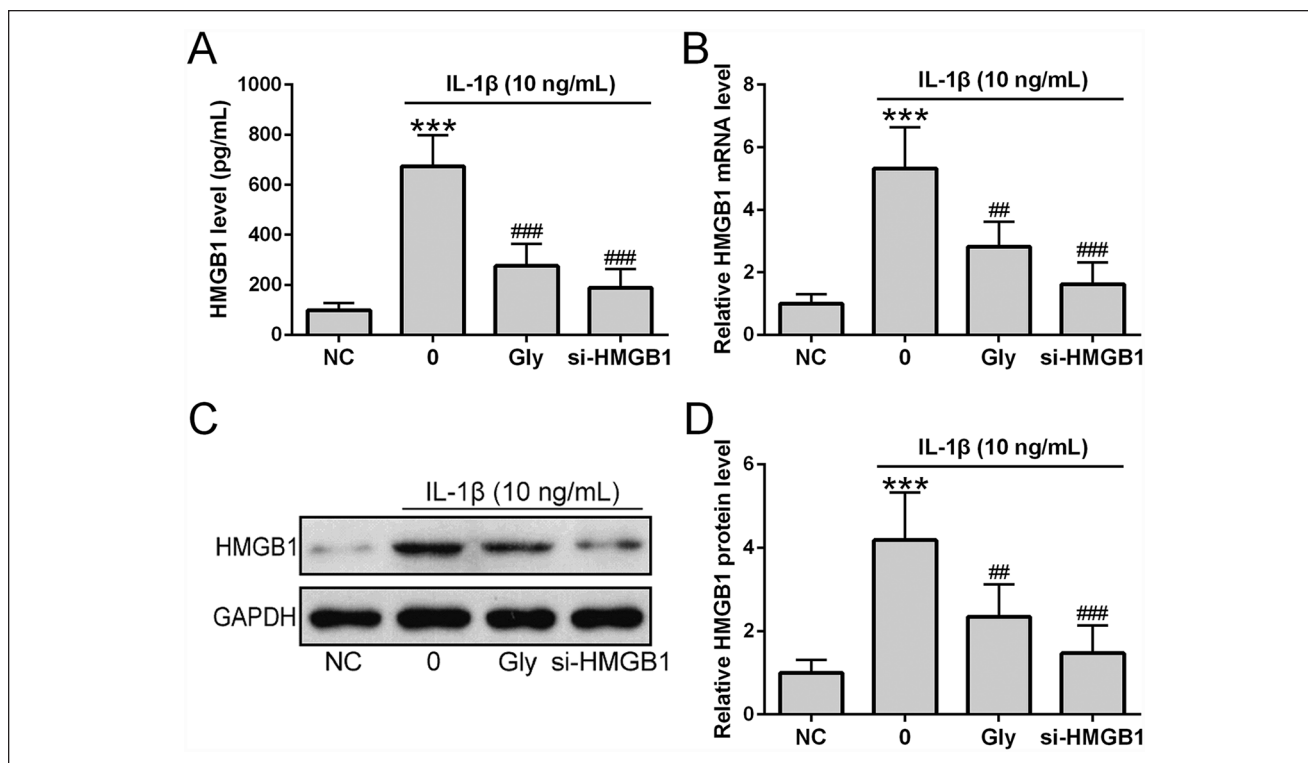 A
HMGB1 level (pg/mL)
1000
800
600
400
200
0
IL-1β (10 ng/mL)
***
###
###
NC 0 Gly si-HMGB1
B
Relative HMGB1 mRNA level
8
6
4
2
0
IL-1β (10 ng/mL)
***
##
###
NC 0 Gly si-HMGB1
C
IL-1β (10 ng/mL)
HMGB1
GAPDH
NC 0 Gly si-HMGB1
D
Relative HMGB1 protein level
6
4
2
0
IL-1β (10 ng/mL)
***
##
###
NC 0 Gly si-HMGB1